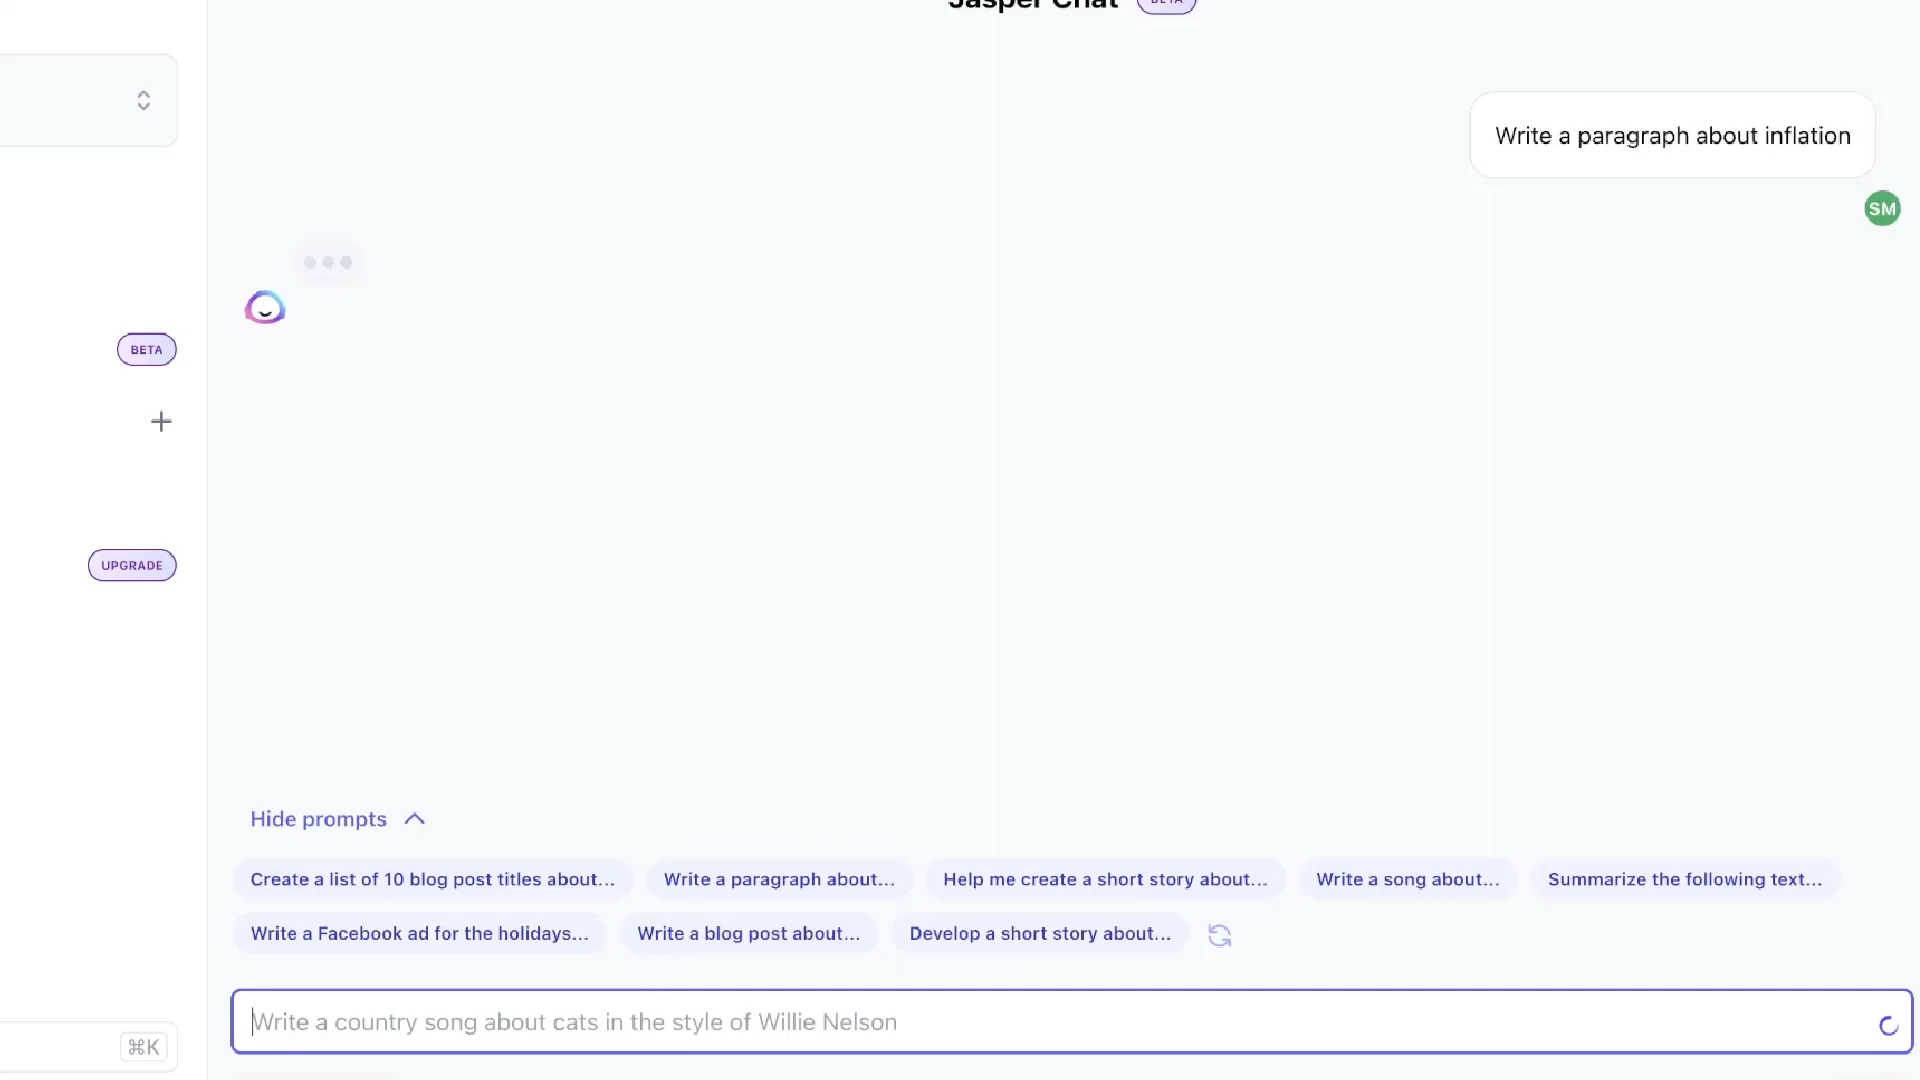 Jasper Chat BETA
Write a paragraph about inflation
SM
BETA
UPGRADE
Hide prompts
Create a list of 10 blog post titles about...
Write a paragraph about...
Help me create a short story about...
Write a song about...
Summarize the following text...
Write a Facebook ad for the holidays...
Write a blog post about...
Develop a short story about...
Write a country song about cats in the style of Willie Nelson
⌘K